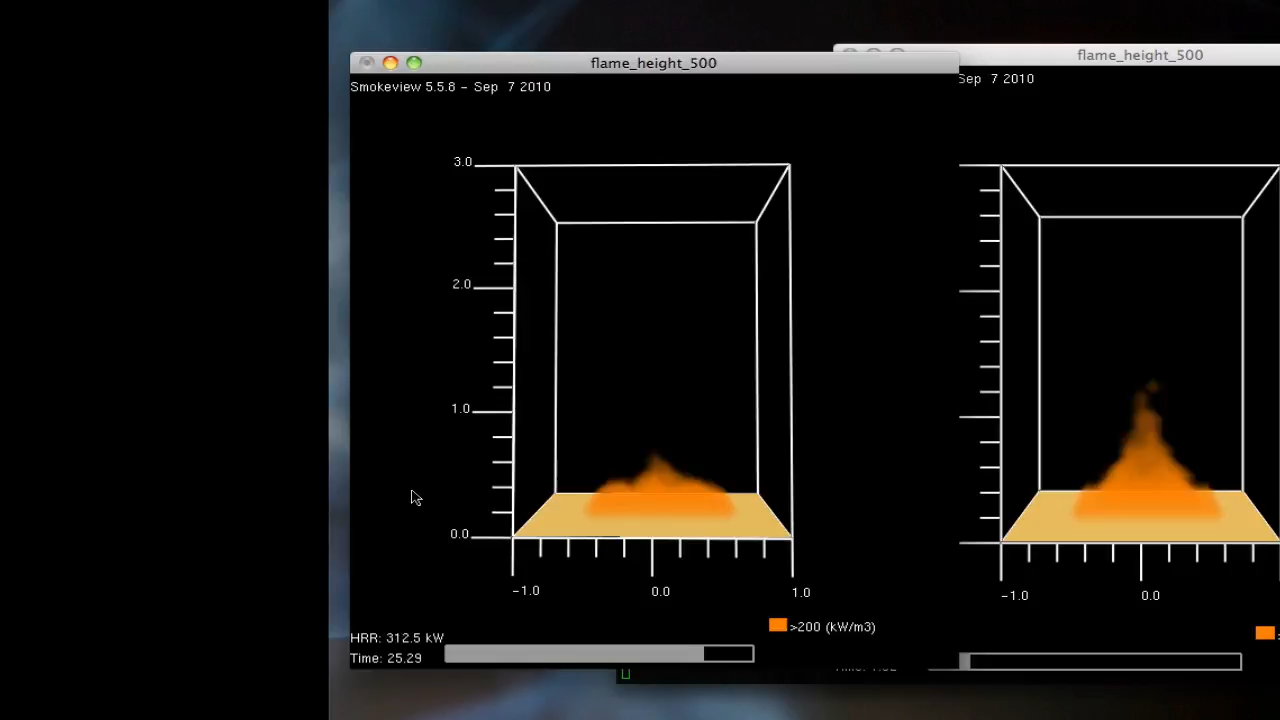 flame_height_500
Smokeview 5.5.8 - Sep 7 2010
3.0
2.0
1.0
0.0
-1.0
0.0
1.0
>200 (kW/m3)
HRR: 312.5 kW
Time: 25.29
flame_height_500
Sep 7 2010
-1.0
0.0